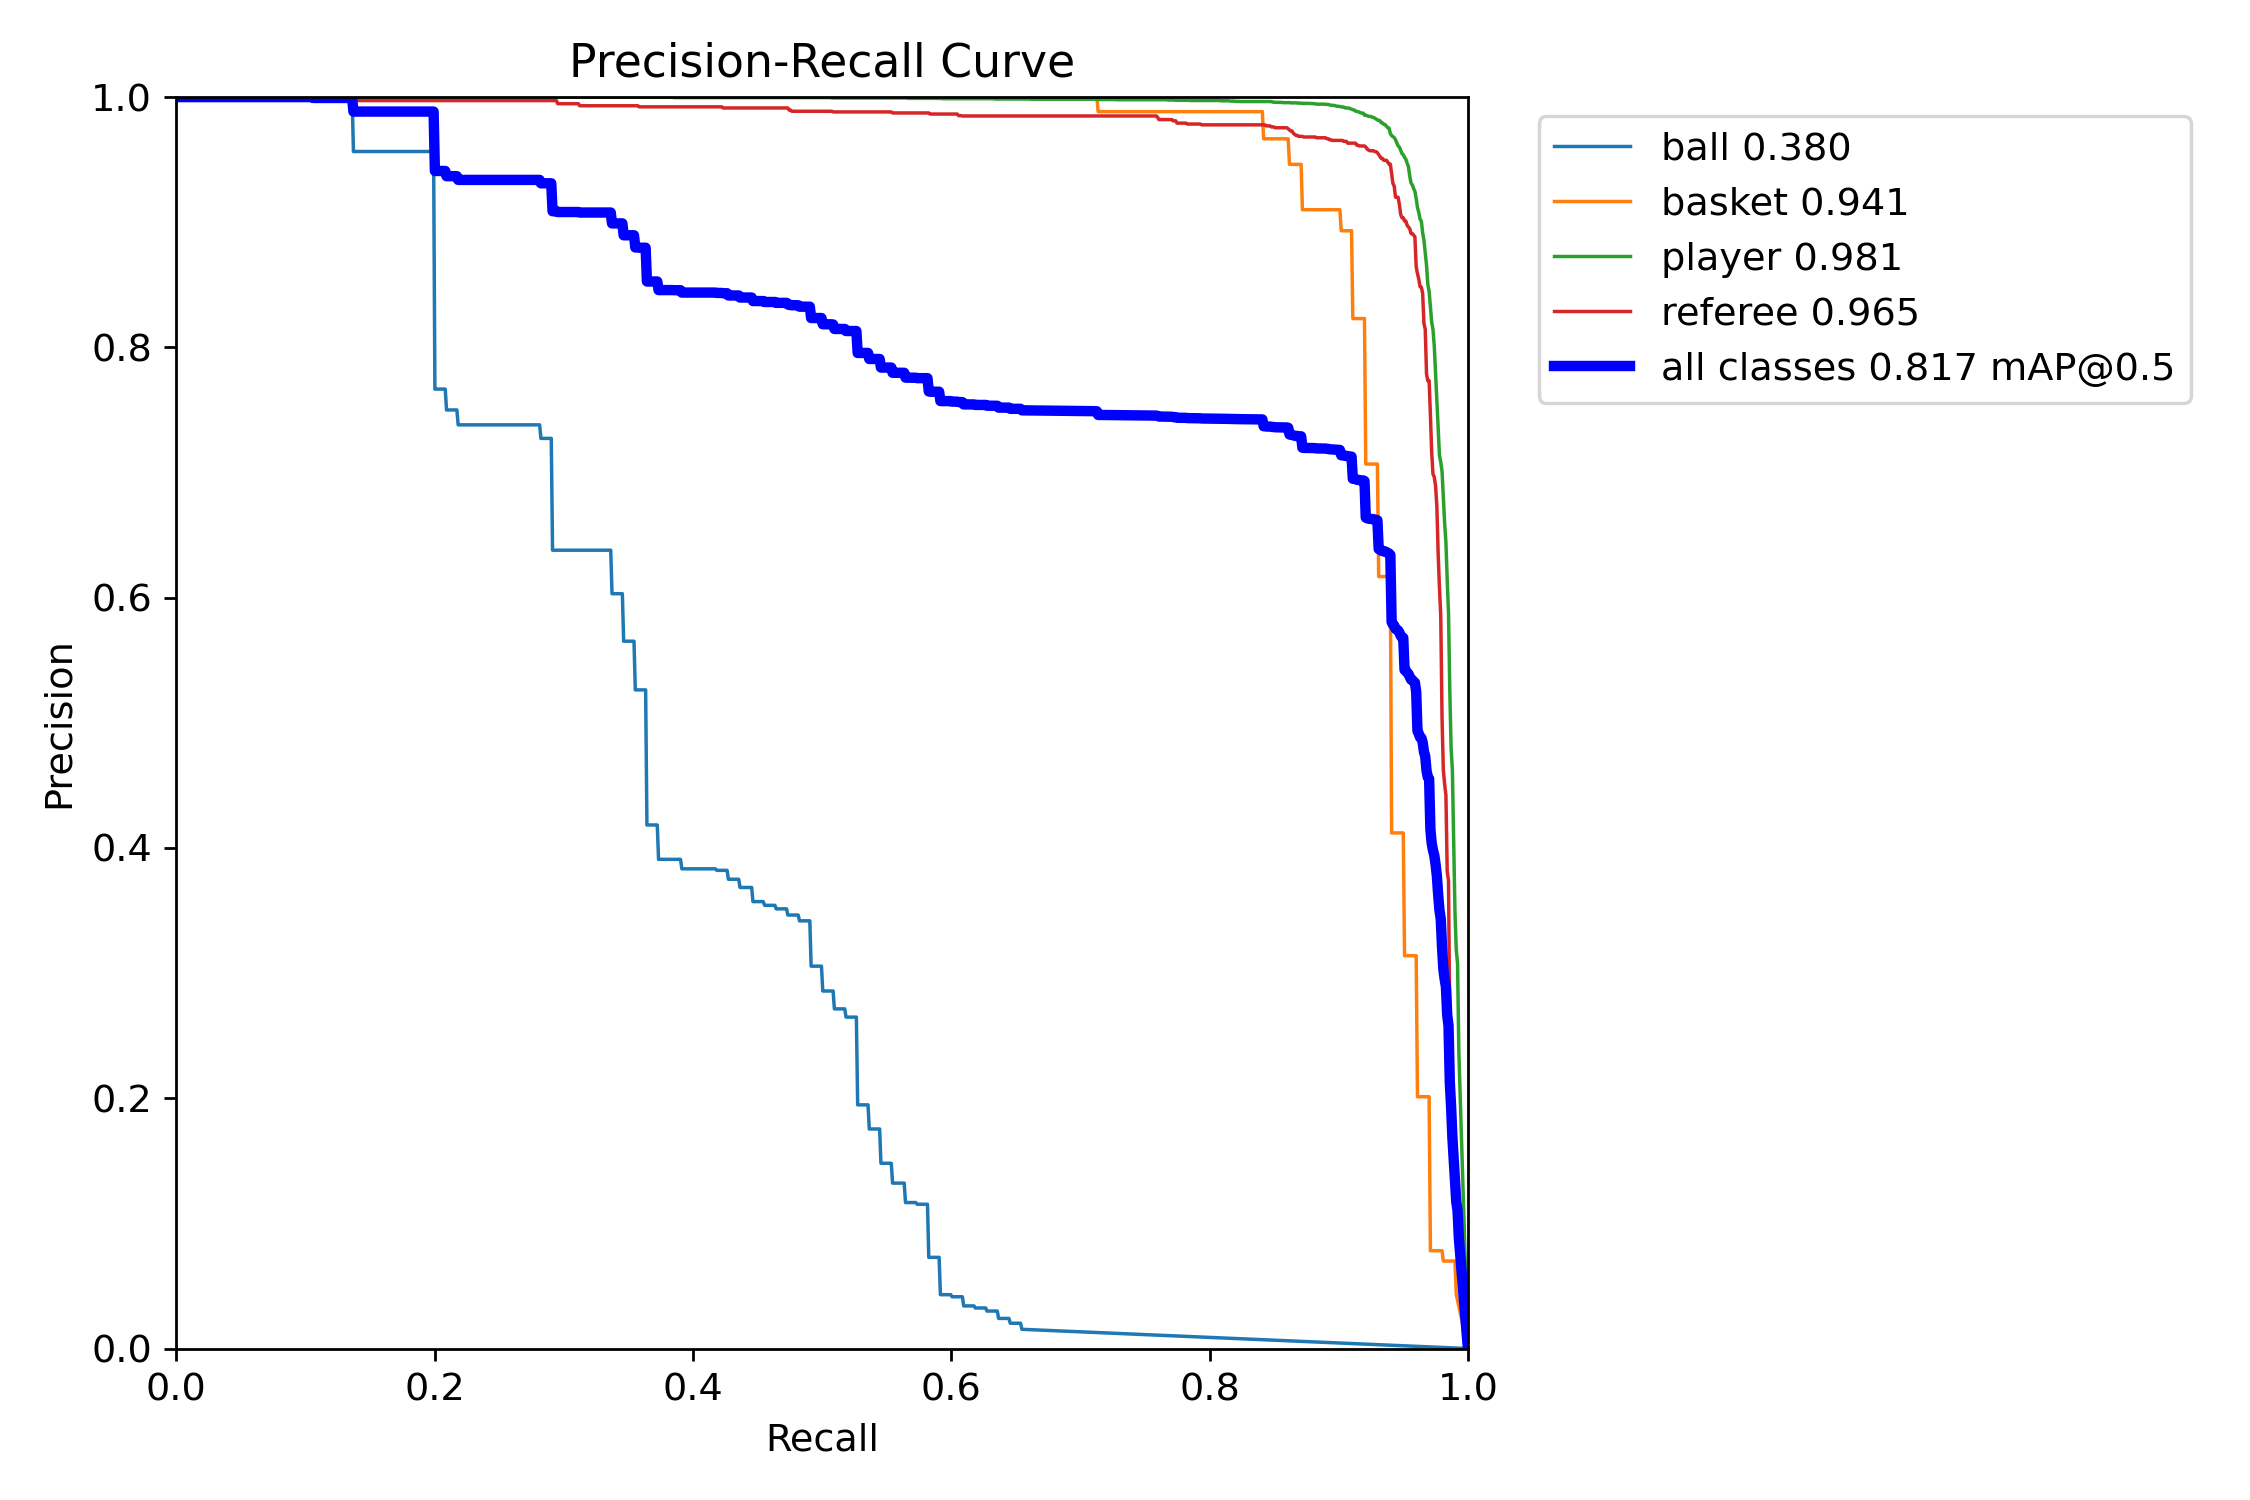 Precision-Recall Curve
1.0
0.8
0.6
0.4
0.2
0.0
Precision
0.0 0.2 0.4 0.6 0.8 1.0
Recall
ball 0.380
basket 0.941
player 0.981
referee 0.965
all classes 0.817 mAP@0.5